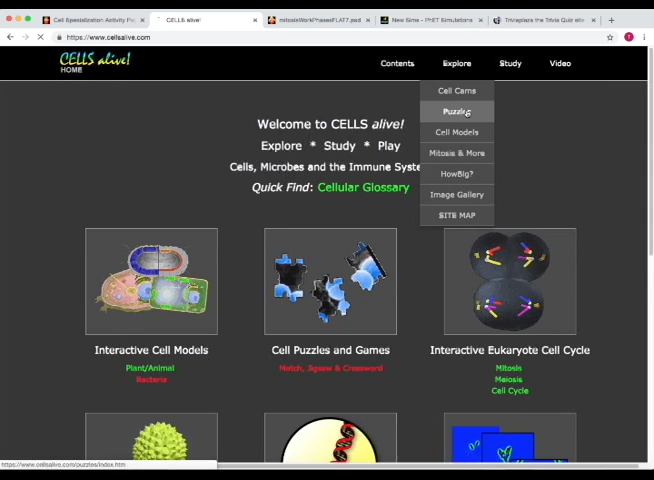 Cell Specialization Activity Pa
CELLS alive!
mitosisWorkPhasesFLAT7.psd
New Sims - PhET Simulations
Triviaplaza the Trivia Quiz site
https://www.cellsalive.com
CELLS alive!
HOME
Contents
Explore
Study
Video
Cell Cams
Puzzles
Cell Models
Mitosis & More
HowBig?
Image Gallery
SITE MAP
Welcome to CELLS alive!
Explore * Study * Play
Cells, Microbes and the Immune Syste
Quick Find: Cellular Glossary
Interactive Cell Models
Plant/Animal
Bacteria
Cell Puzzles and Games
Match, Jigsaw & Crossword
Interactive Eukaryote Cell Cycle
Mitosis
Meiosis
Cell Cycle
https://www.cellsalive.com/puzzles/index.htm